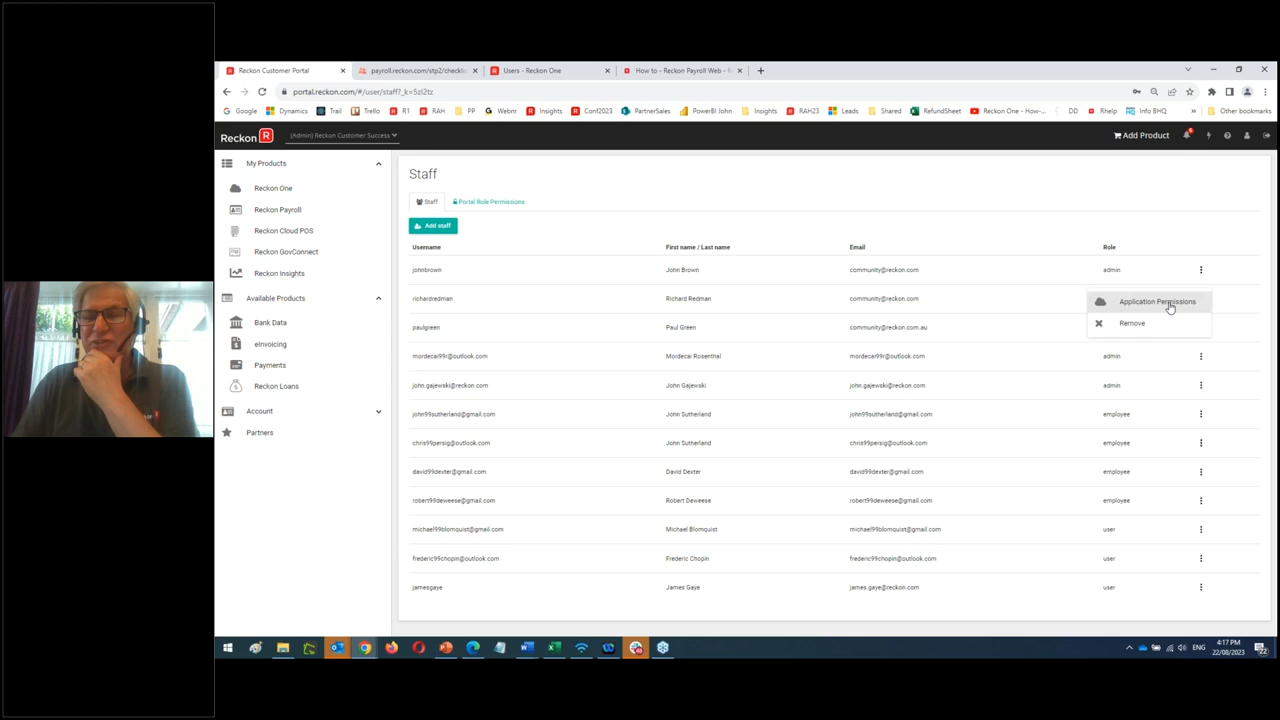 Reckon Customer Portal
payroll.reckon.com/stp2/checklis
Users - Reckon One
How to - Reckon Payroll Web - R
portal.reckon.com/#/user/staff?_k=5zl2tz
Google Dynamics Trail Trello R1 RAH PP Webnr Insights Conf2023 PartnerSales PowerBI John Insights RAH23 Leads Shared RefundSheet Reckon One - How-... DD Rhelp Info BHQ » Other bookmarks
Reckon R (Admin) Reckon Customer Success Add Product
My Products
Reckon One
Reckon Payroll
Reckon Cloud POS
Reckon GovConnect
Reckon Insights
Available Products
Bank Data
eInvoicing
Payments
Reckon Loans
Account
Partners
Staff
Staff Portal Role Permissions
Add staff
Username First name / Last name Email Role
johnbrown John Brown community@reckon.com admin
richardredman Richard Redman community@reckon.com
Application Permissions
paulgreen Paul Green community@reckon.com.au
Remove
mordecai99r@outlook.com Mordecai Rosenthal mordecai99r@outlook.com admin
john.gajewski@reckon.com John Gajewski john.gajewski@reckon.com admin
john99sutherland@gmail.com John Sutherland john99sutherland@gmail.com employee
chris99persig@outlook.com John Sutherland chris99persig@outlook.com employee
david99dexter@gmail.com David Dexter david99dexter@gmail.com employee
robert99deweese@gmail.com Robert Deweese robert99deweese@gmail.com employee
michael99blomquist@gmail.com Michael Blomquist michael99blomquist@gmail.com user
frederic99chopin@outlook.com Frederic Chopin frederic99chopin@outlook.com user
jamesgaye James Gaye james.gaye@reckon.com user
ENG
4:17 PM
22/08/2023
22